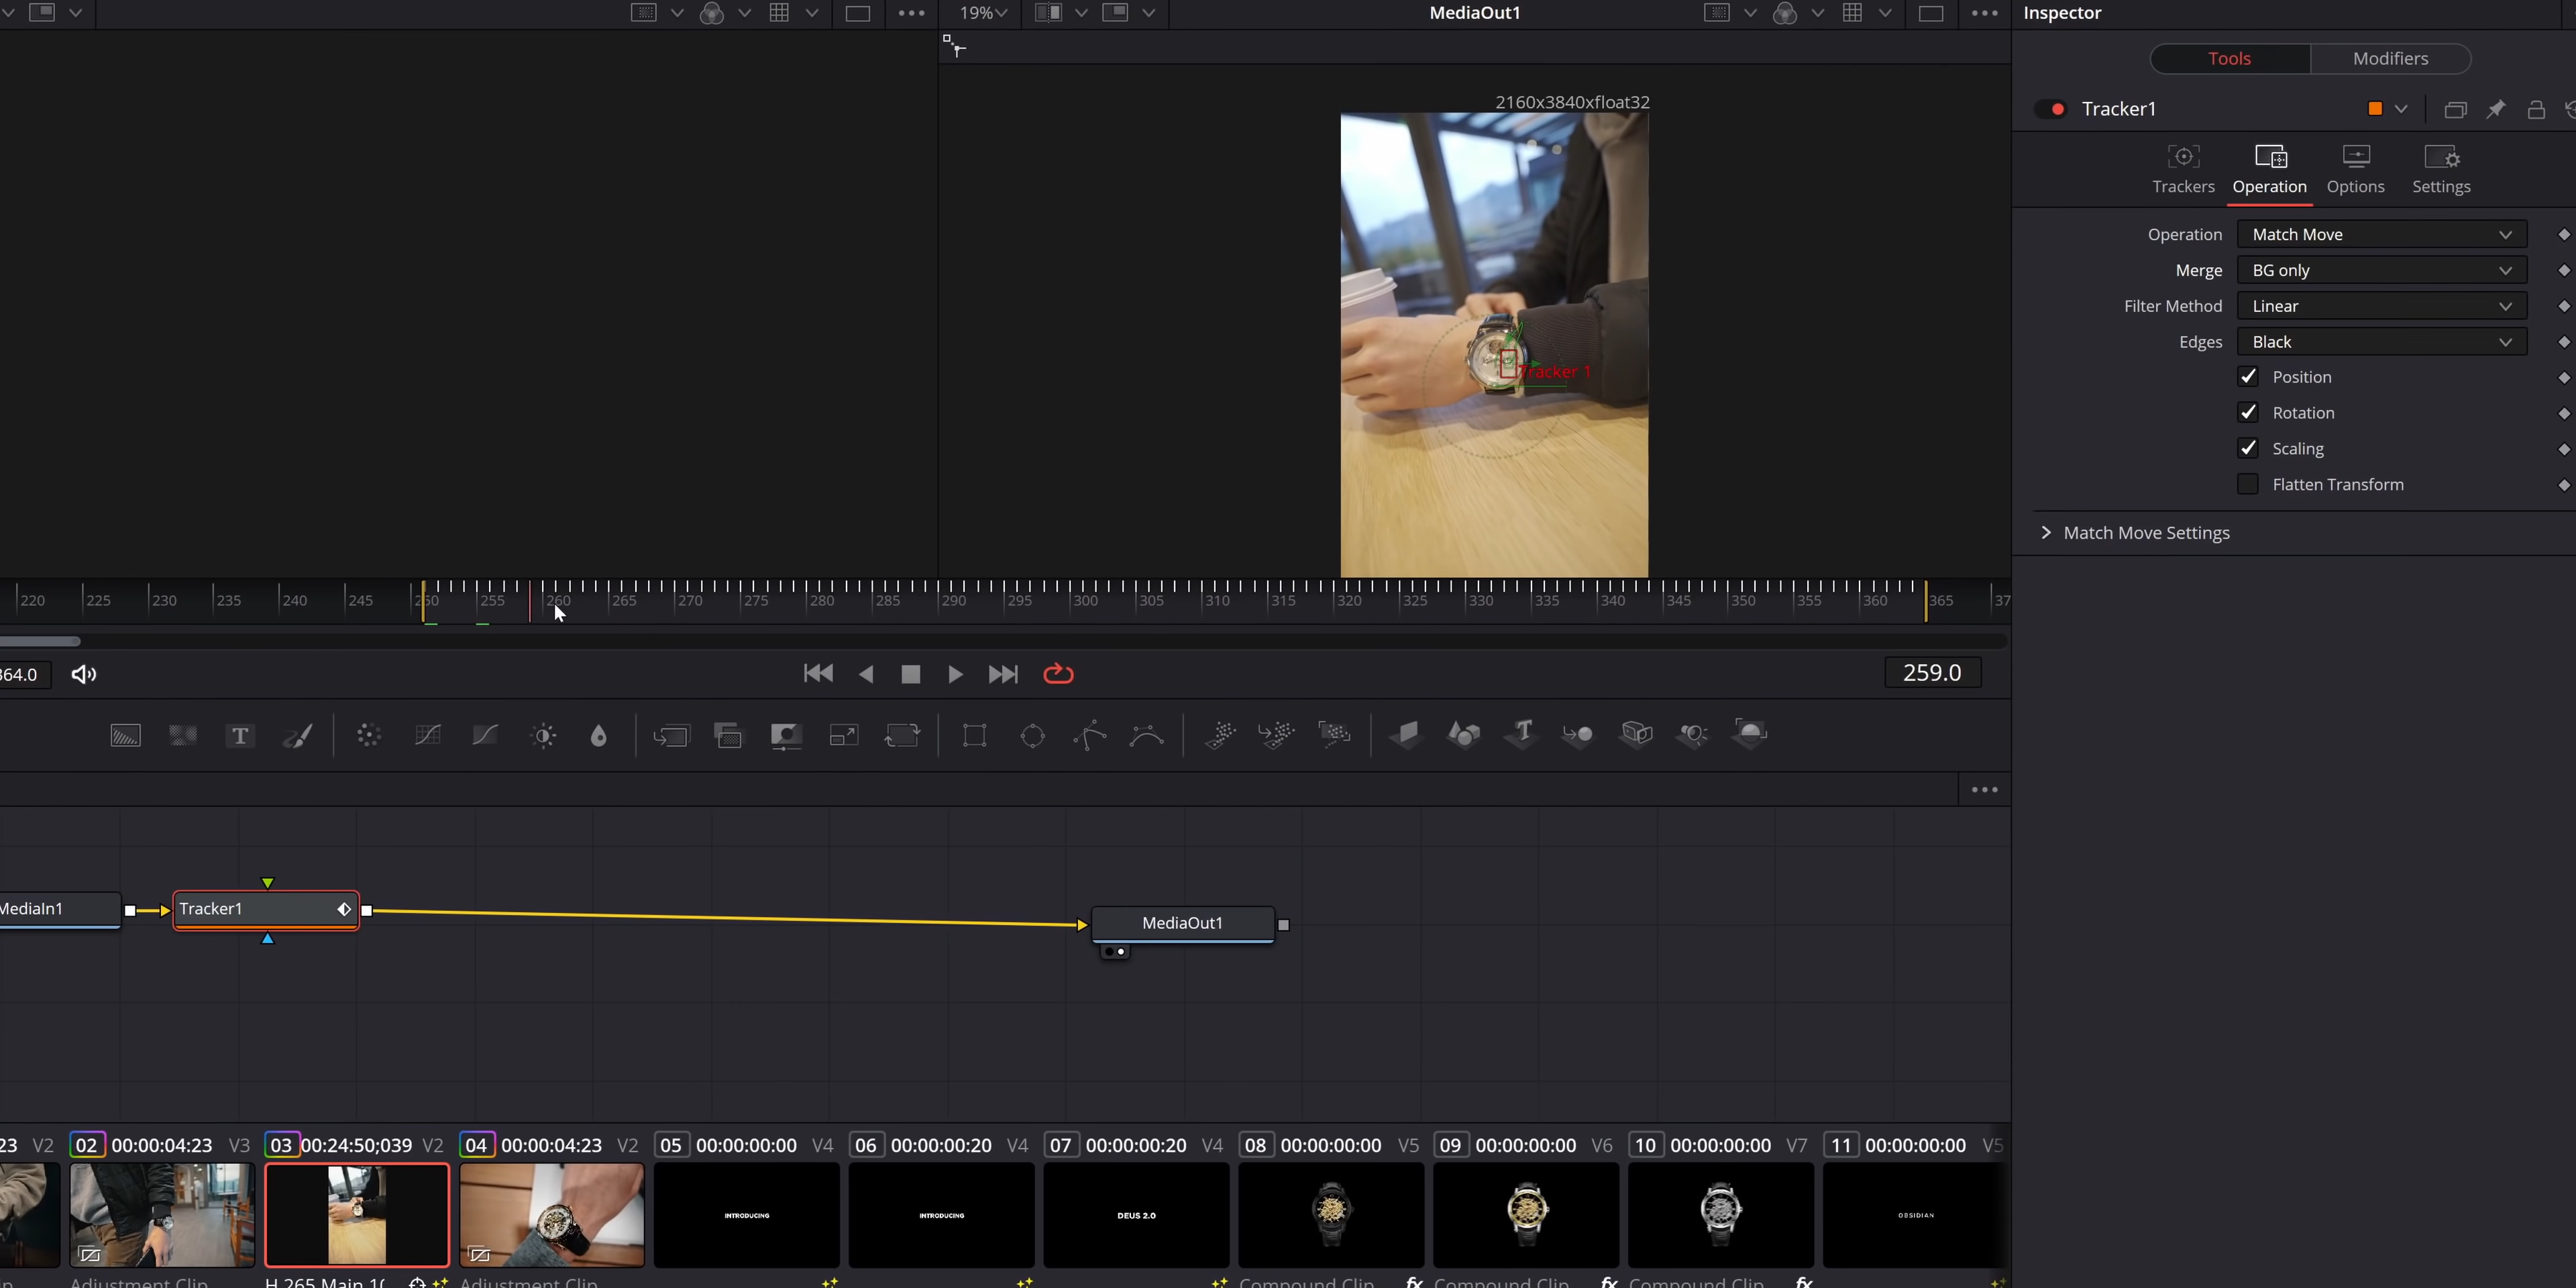 19%
MediaOut1
Inspector
Tools
Modifiers
2160x3840xfloat32
Tracker1
Trackers
Operation
Options
Settings
Operation
Match Move
Merge
BG only
Filter Method
Linear
Edges
Black
Position
Rotation
Scaling
Flatten Transform
Match Move Settings
Tracker 1
220 225 230 235 240 245 250 255 260 265 270 275 280 285 290 295 300 305 310 315 320 325 330 335 340 345 350 355 360 365 37
364.0
259.0
T
MediaIn1
Tracker1
MediaOut1
23 V2 02 00:00:04:23 V3 03 00:24:50;039 V2 04 00:00:04:23 V2 05 00:00:00:00 V4 06 00:00:00:20 V4 07 00:00:00:20 V4 08 00:00:00:00 V5 09 00:00:00:00 V6 10 00:00:00:00 V7 11 00:00:00:00 V5
INTRODUCING
INTRODUCING
DEUS 2.0
OBSIDIAN
Adjustment Clip
H.265 Main 10
Adjustment Clip
Compound Clip
fx
Compound Clip
fx
Compound Clip
fx